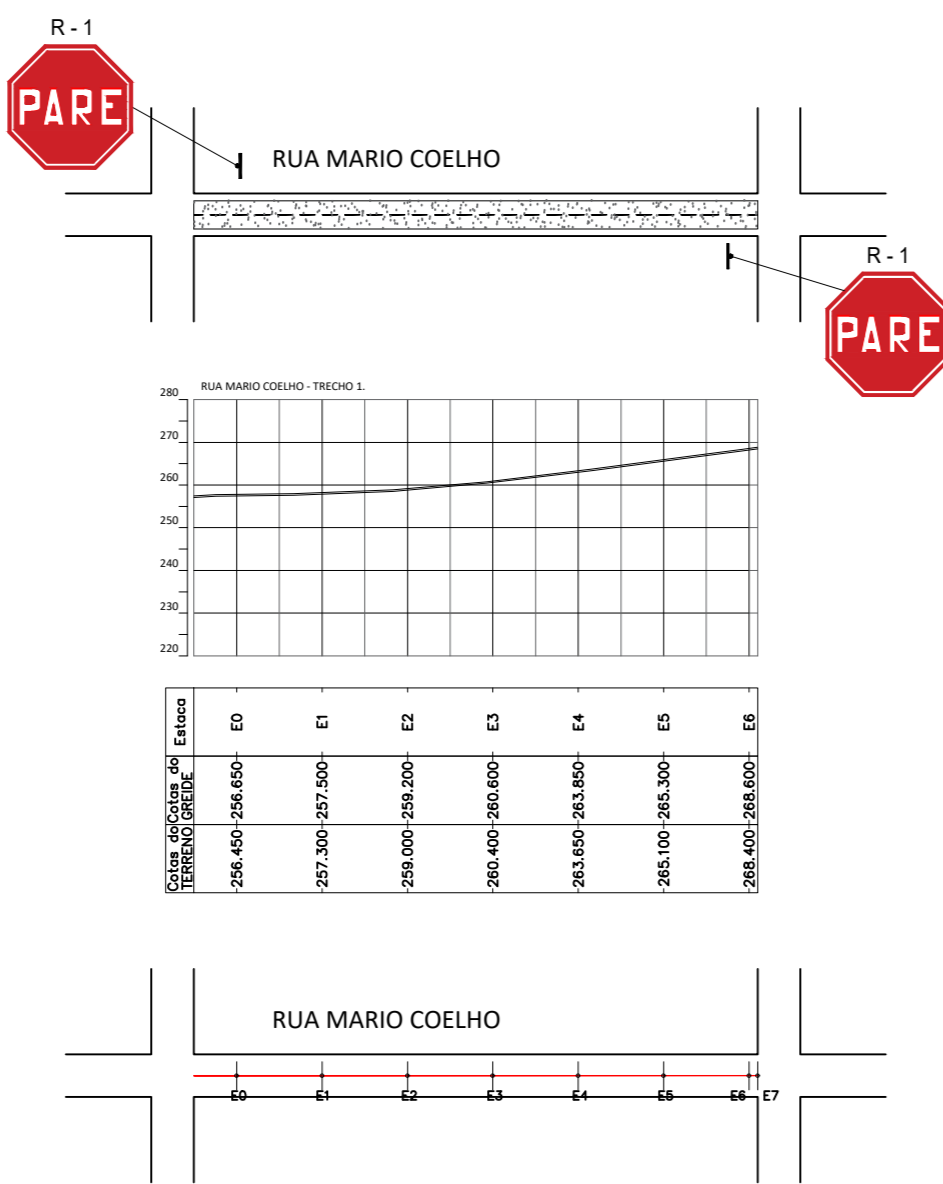 R - 1
PARE
RUA MARIO COELHO
R - 1
PARE
RUA MARIO COELHO - TRECHO 1.
280
270
260
250
240
230
220
Estaca E0 E1 E2 E3 E4 E5 E6
Cotas do GREIDE 256.650 257.500 259.200 260.600 263.850 265.300 268.600
Cotas do TERRENO 256.450 257.300 259.000 260.400 263.650 265.100 268.400
RUA MARIO COELHO
E0 E1 E2 E3 E4 E5 E6 E7